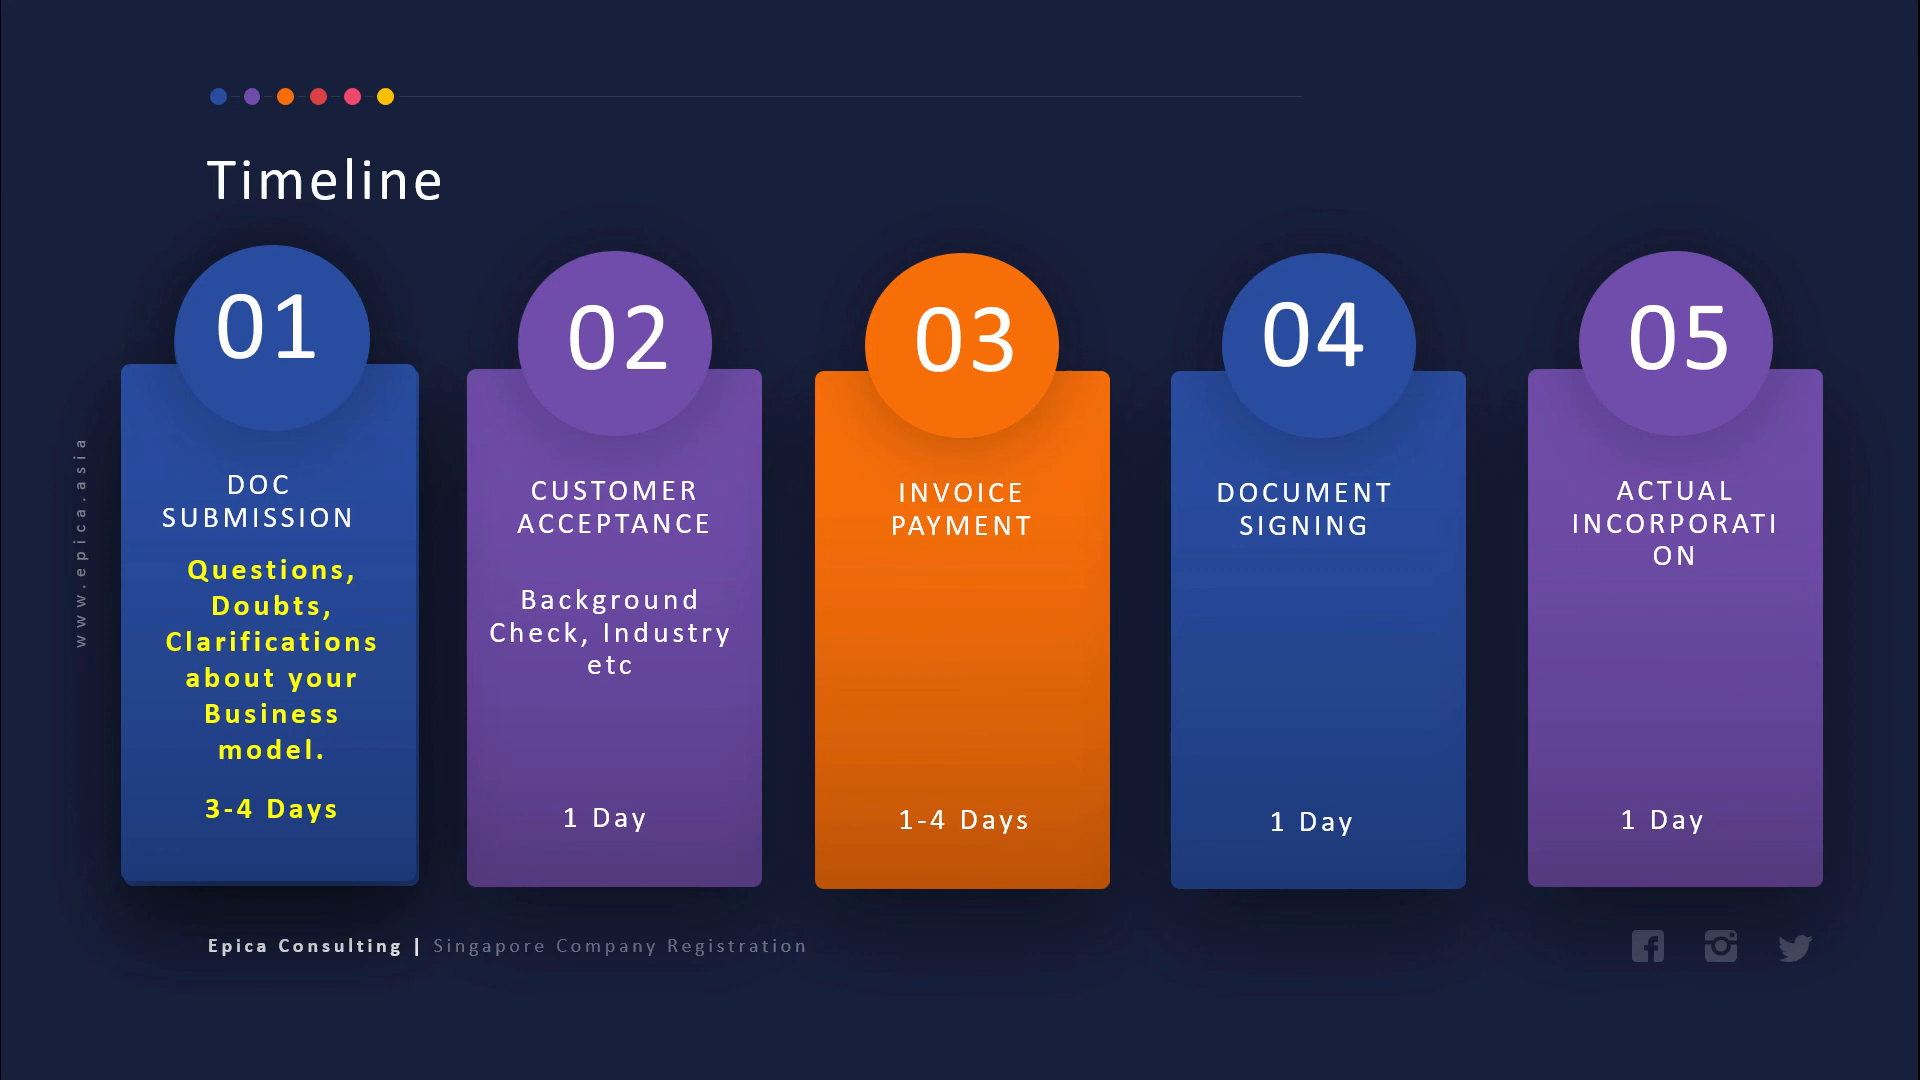 Timeline
01
DOC
SUBMISSION
Questions,
Doubts,
Clarifications
about your
Business
model.
3-4 Days
02
CUSTOMER
ACCEPTANCE
Background
Check, Industry
etc
1 Day
03
INVOICE
PAYMENT
1-4 Days
04
DOCUMENT
SIGNING
1 Day
05
ACTUAL
INCORPORATI
ON
1 Day
www.epica.asia
Epica Consulting | Singapore Company Registration